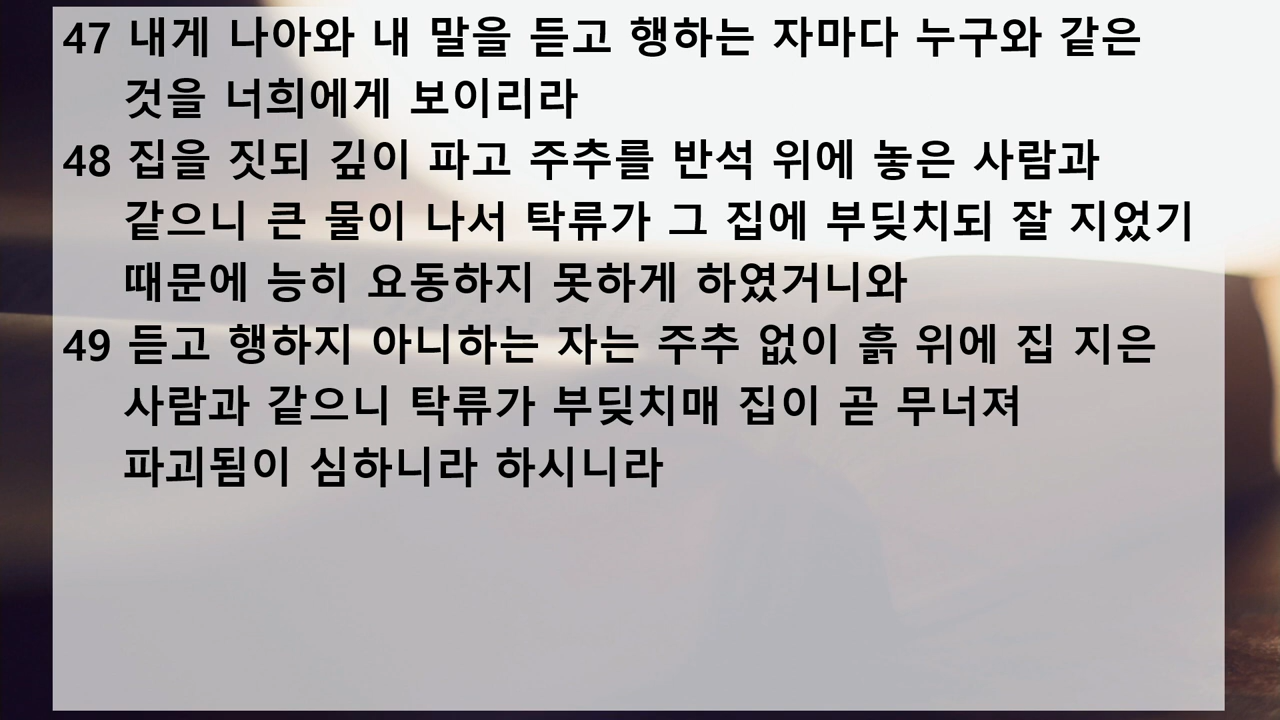 47 내게 나아와 내 말을 듣고 행하는 자마다 누구와 같은
것을 너희에게 보이리라
48 집을 짓되 깊이 파고 주추를 반석 위에 놓은 사람과
같으니 큰 물이 나서 탁류가 그 집에 부딪치되 잘 지었기
때문에 능히 요동하지 못하게 하였거니와
49 듣고 행하지 아니하는 자는 주추 없이 흙 위에 집 지은
사람과 같으니 탁류가 부딪치매 집이 곧 무너져
파괴됨이 심하니라 하시니라